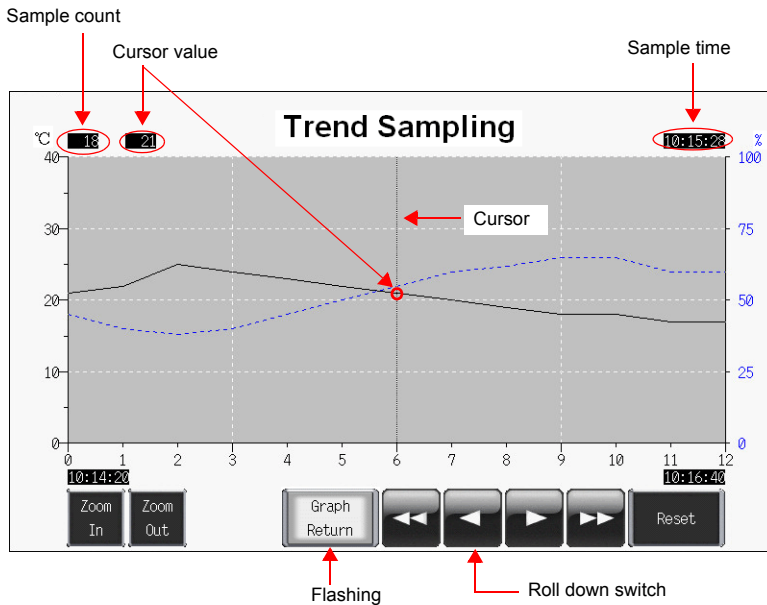 Sample count
Cursor value
Sample time
Trend Sampling
℃ 18 21 10:15:28 %
40 100
30 75
Cursor
20 50
10 25
0 0
0 1 2 3 4 5 6 7 8 9 10 11 12
10:14:20 10:16:40
Zoom In
Zoom Out
Graph Return
Reset
Flashing
Roll down switch